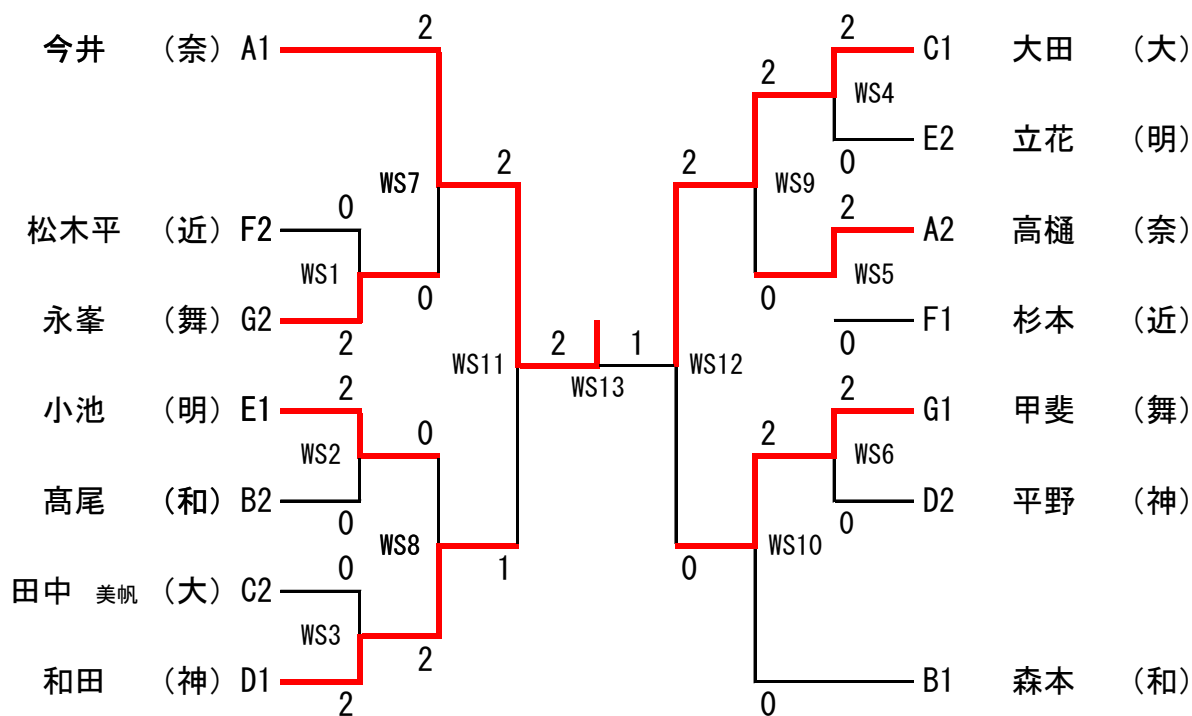 2
2
今井 （奈） A1
C1 大田 （大）
2
WS4
E2 立花 （明）
2
2
0
WS7
WS9
0
2
松木平 （近） F2
A2 高樋 （奈）
WS1
WS5
0
0
永峯 （舞） G2
F1 杉本 （近）
2
0
2
1
WS11
WS12
WS13
2
2
小池 （明） E1
G1 甲斐 （舞）
0
2
WS2
WS6
髙尾 （和） B2
D2 平野 （神）
0
0
WS8
WS10
0
1
0
田中 美帆 （大） C2
WS3
2
和田 （神） D1
B1 森本 （和）
2
0